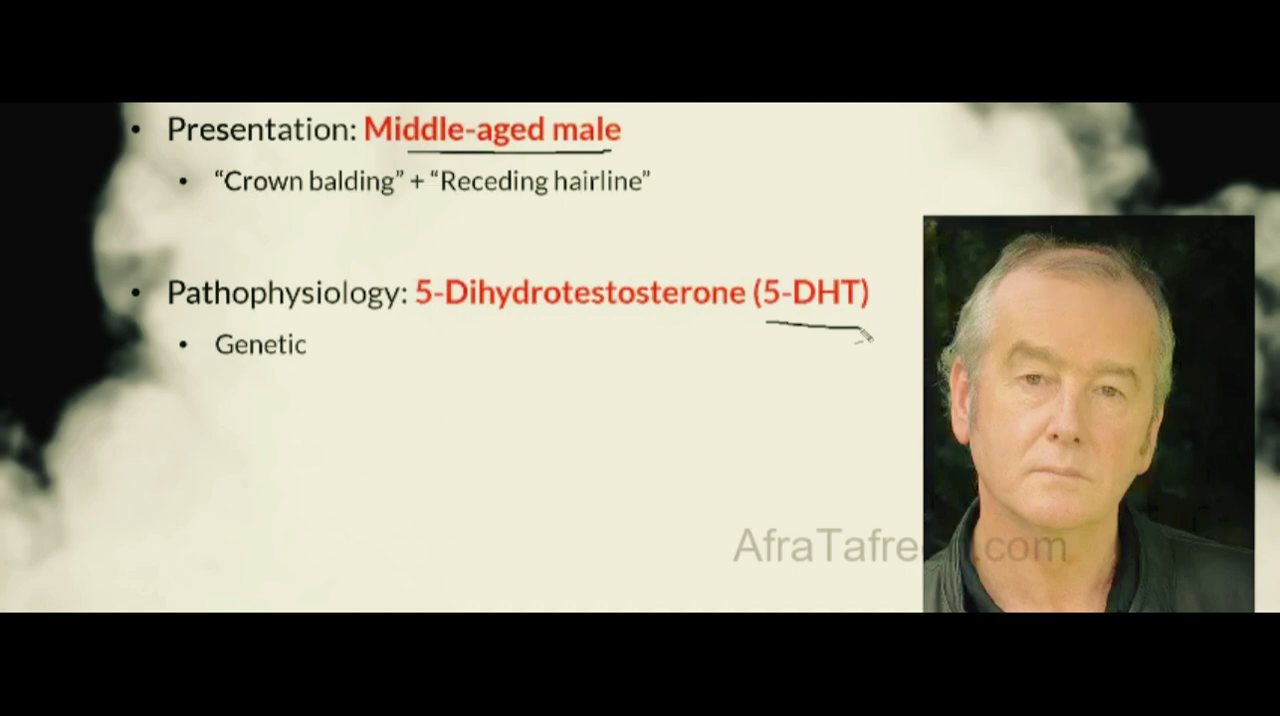 • Presentation: Middle-aged male
• “Crown balding” + “Receding hairline”
• Pathophysiology: 5-Dihydrotestosterone (5-DHT)
• Genetic